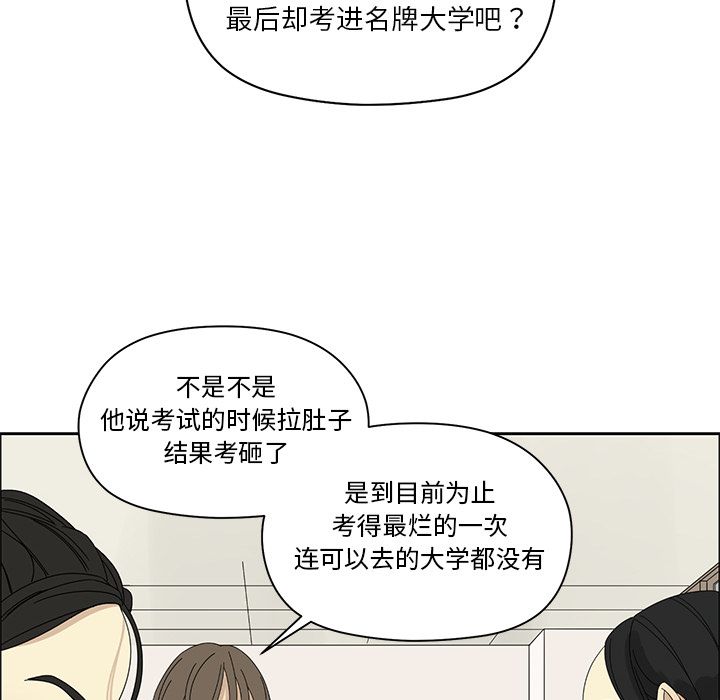 最后却考进名牌大学吧？
不是不是
他说考试的时候拉肚子
结果考砸了
是到目前为止
考得最烂的一次
连可以去的大学都没有